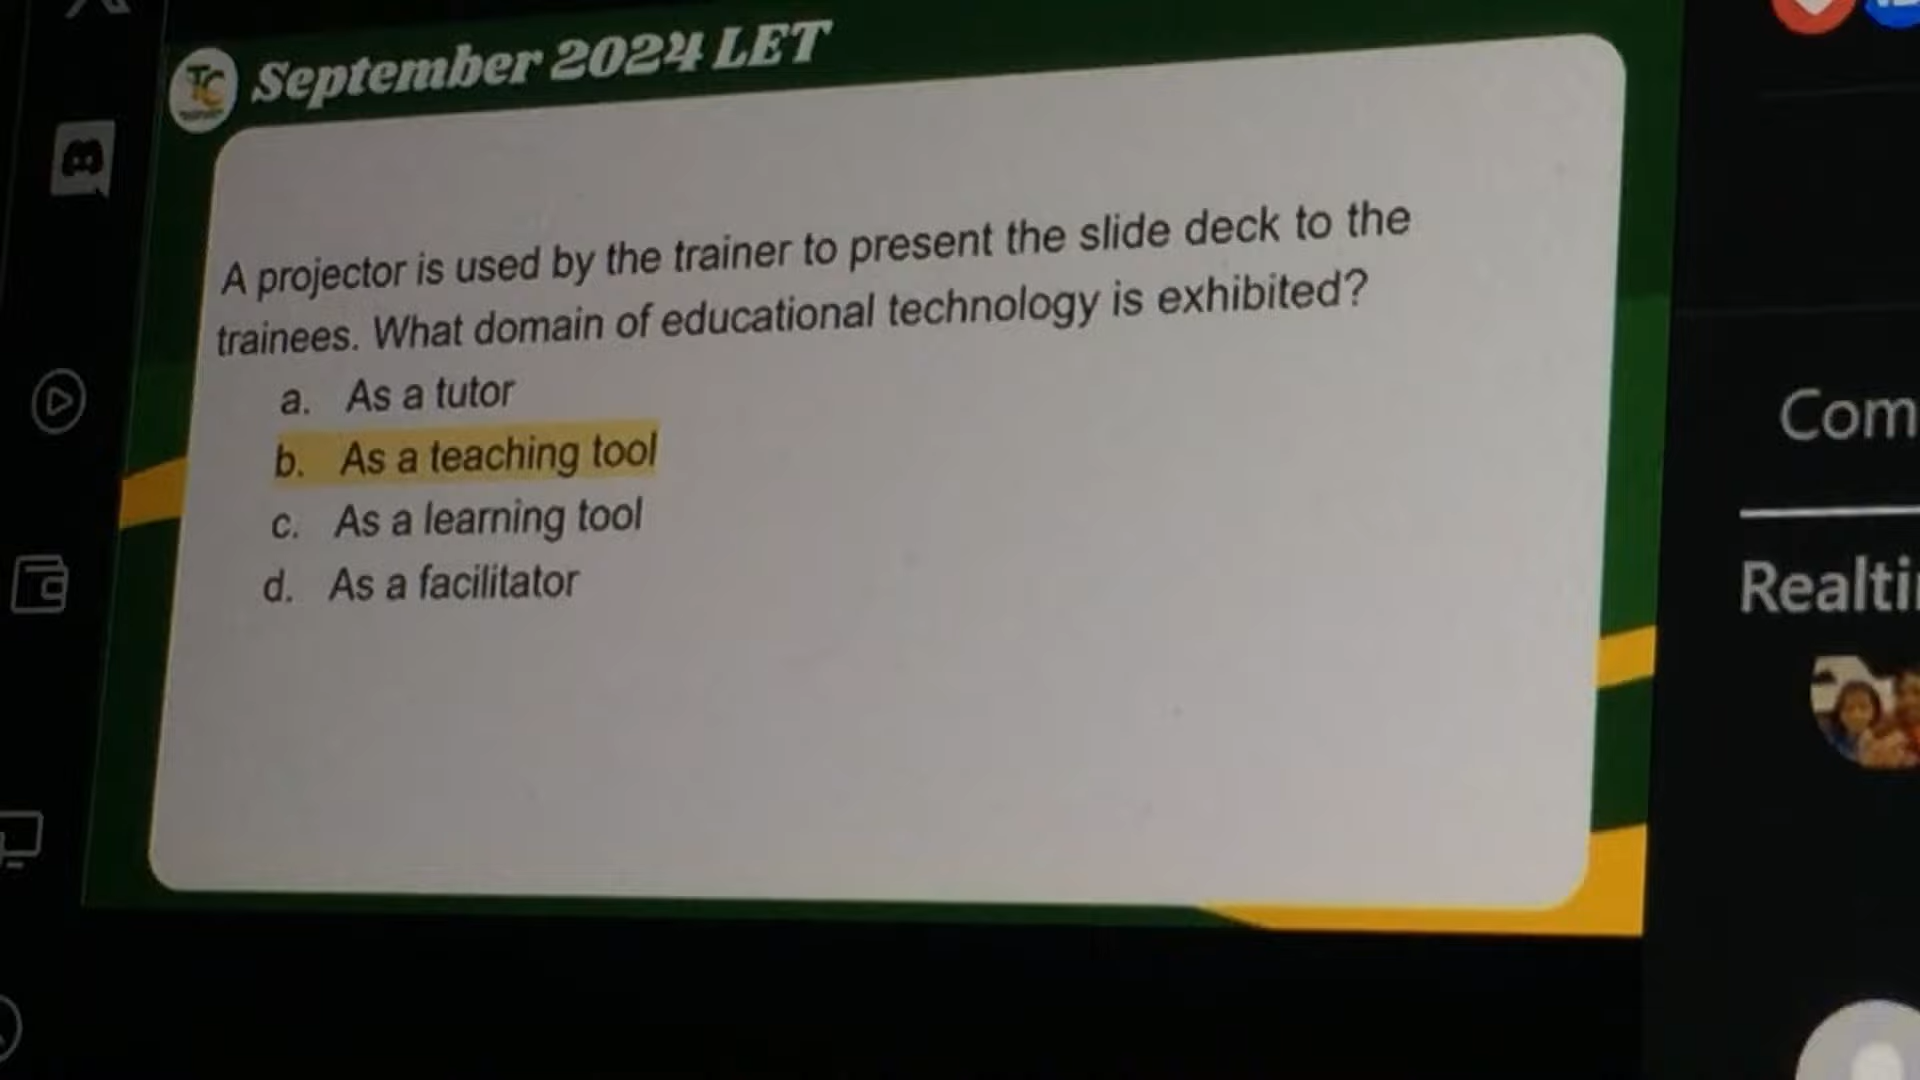 TC
September 2024 LET
A projector is used by the trainer to present the slide deck to the
trainees. What domain of educational technology is exhibited?
a. As a tutor
b. As a teaching tool
c. As a learning tool
d. As a facilitator
Com
Realti